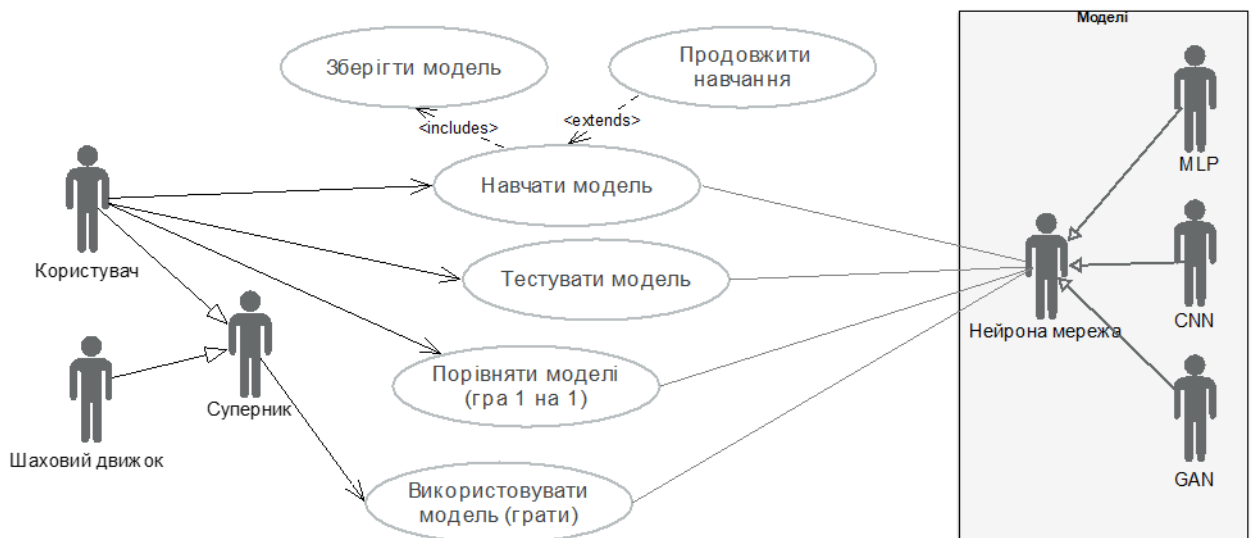 Моделі
Зберігти модель
Продовжити
навчання
<includes>
<extends>
MLP
Навчати модель
Користувач
Тестувати модель
CNN
Нейрона мережа
Суперник
Порівняти моделі
(гра 1 на 1)
Шаховий движок
GAN
Використовувати
модель (грати)